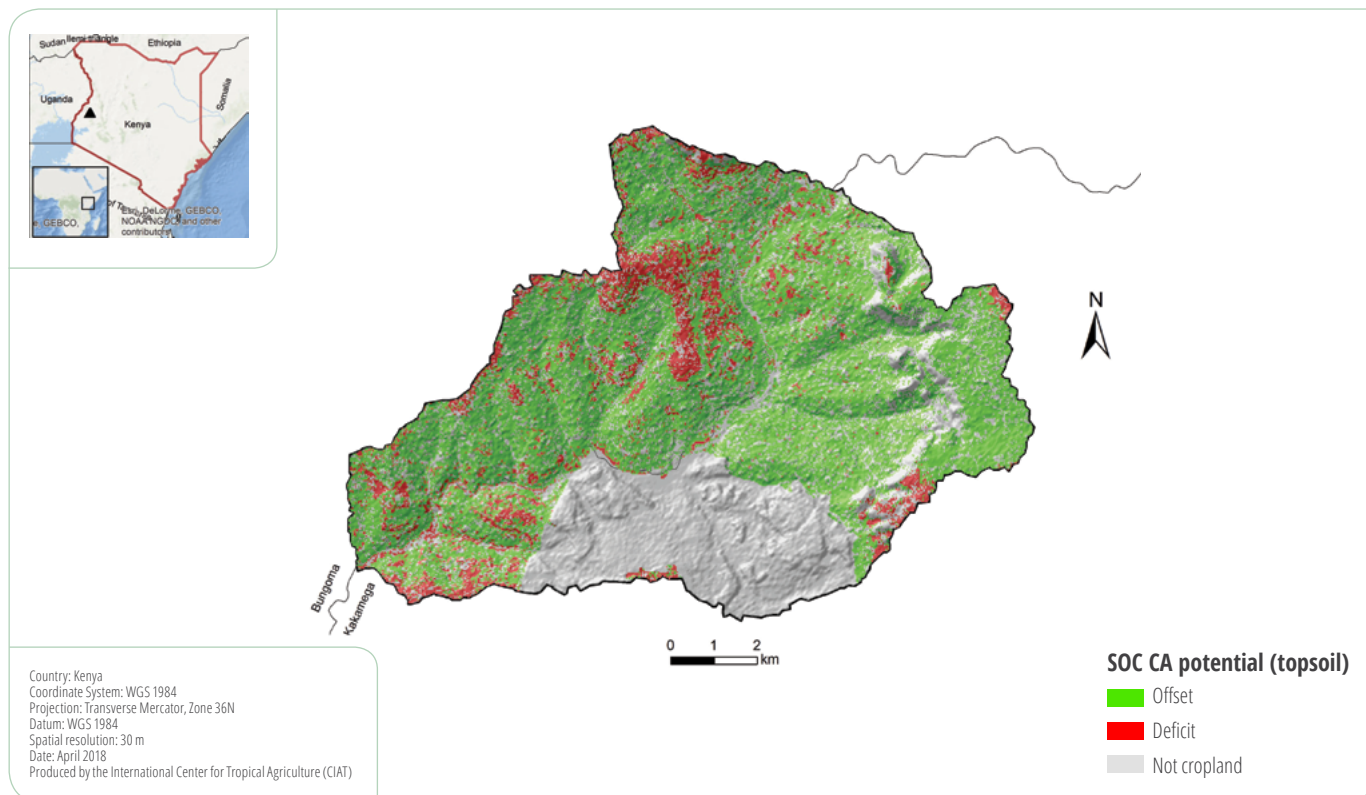 Sudan
Ethiopia
Uganda
Somalia
Kenya
Esri, DeLorme, GEBCO,
NOAA NGDC, and other
contributors
GEBCO,
N
Bungoma
Kakamega
0 1 2
km
Country: Kenya
Coordinate System: WGS 1984
Projection: Transverse Mercator, Zone 36N
Datum: WGS 1984
Spatial resolution: 30 m
Date: April 2018
Produced by the International Center for Tropical Agriculture (CIAT)
SOC CA potential (topsoil)
Offset
Deficit
Not cropland